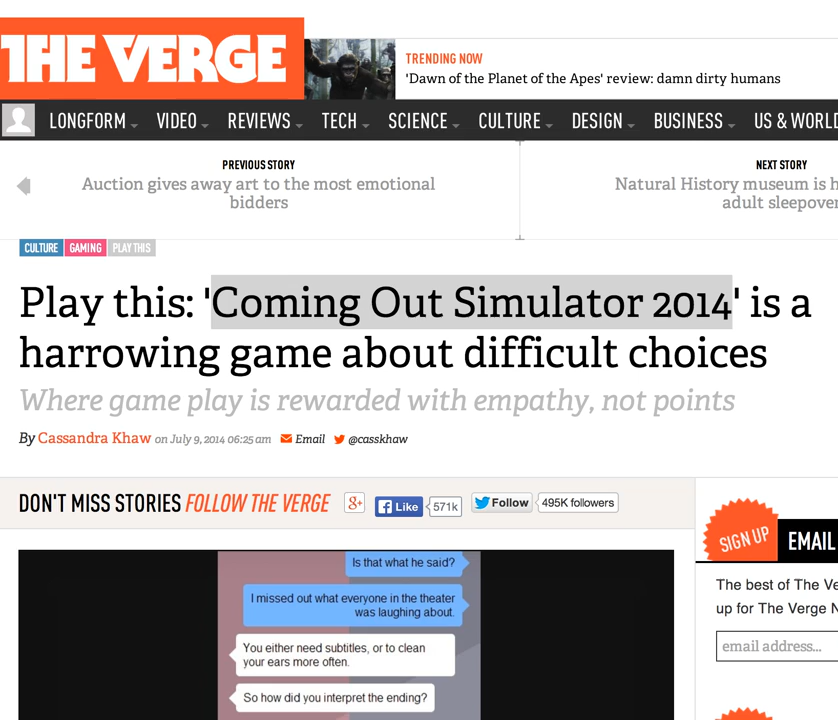 THE VERGE
TRENDING NOW
'Dawn of the Planet of the Apes' review: damn dirty humans
LONGFORM VIDEO REVIEWS TECH SCIENCE CULTURE DESIGN BUSINESS US & WORLD
PREVIOUS STORY
Auction gives away art to the most emotional
bidders
NEXT STORY
Natural History museum is
adult sleepover
CULTURE GAMING PLAY THIS
Play this: 'Coming Out Simulator 2014' is a
harrowing game about difficult choices
Where game play is rewarded with empathy, not points
By Cassandra Khaw on July 9, 2014 06:25 am Email @casskhaw
DON'T MISS STORIES FOLLOW THE VERGE
g+ Like 571k Follow 495K followers
SIGN UP
EMAIL
The best of The Ve
up for The Verge N
email address...
Is that what he said?
I missed out what everyone in the theater
was laughing about.
You either need subtitles, or to clean
your ears more often.
So how did you interpret the ending?